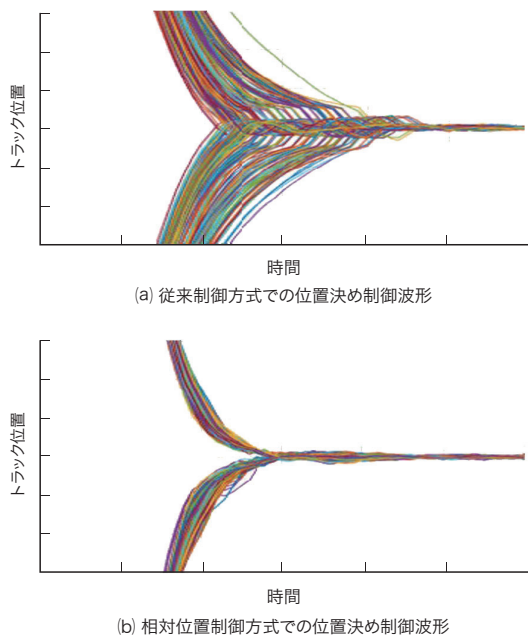 トラック位置
時間
(a) 従来制御方式での位置決め制御波形
トラック位置
時間
(b) 相対位置制御方式での位置決め制御波形